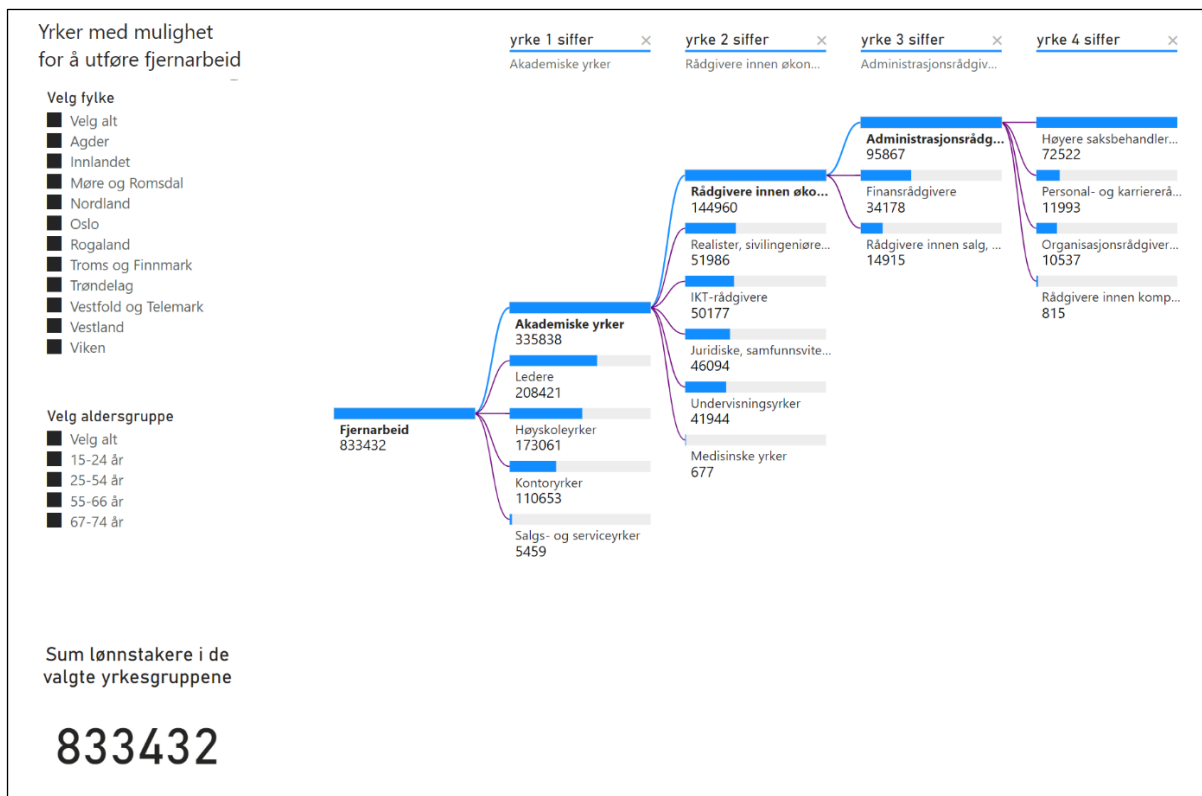 Yrker med mulighet
for å utføre fjernarbeid
Velg fylke
Velg alt
Agder
Innlandet
Møre og Romsdal
Nordland
Oslo
Rogaland
Troms og Finnmark
Trøndelag
Vestfold og Telemark
Vestland
Viken
Velg aldersgruppe
Velg alt
15-24 år
25-54 år
55-66 år
67-74 år
Sum lønnstakere i de
valgte yrkesgruppene
833432
Fjernarbeid
833432
yrke 1 siffer
Akademiske yrker
Akademiske yrker
335838
Ledere
208421
Høyskoleyrker
173061
Kontoryrker
110653
Salgs- og serviceyrker
5459
yrke 2 siffer
Rådgivere innen økon...
Rådgivere innen øko...
144960
Realister, sivilingeniøre...
51986
IKT-rådgivere
50177
Juridiske, samfunnsvite...
46094
Undervisningsyrker
41944
Medisinske yrker
677
yrke 3 siffer
Administrasjonsrådgiv...
Administrasjonsrådg...
95867
Finansrådgivere
34178
Rådgivere innen salg, ...
14915
yrke 4 siffer
Høyere saksbehandler...
72522
Personal- og karriererå...
11993
Organisasjonsrådgiver...
10537
Rådgivere innen komp...
815